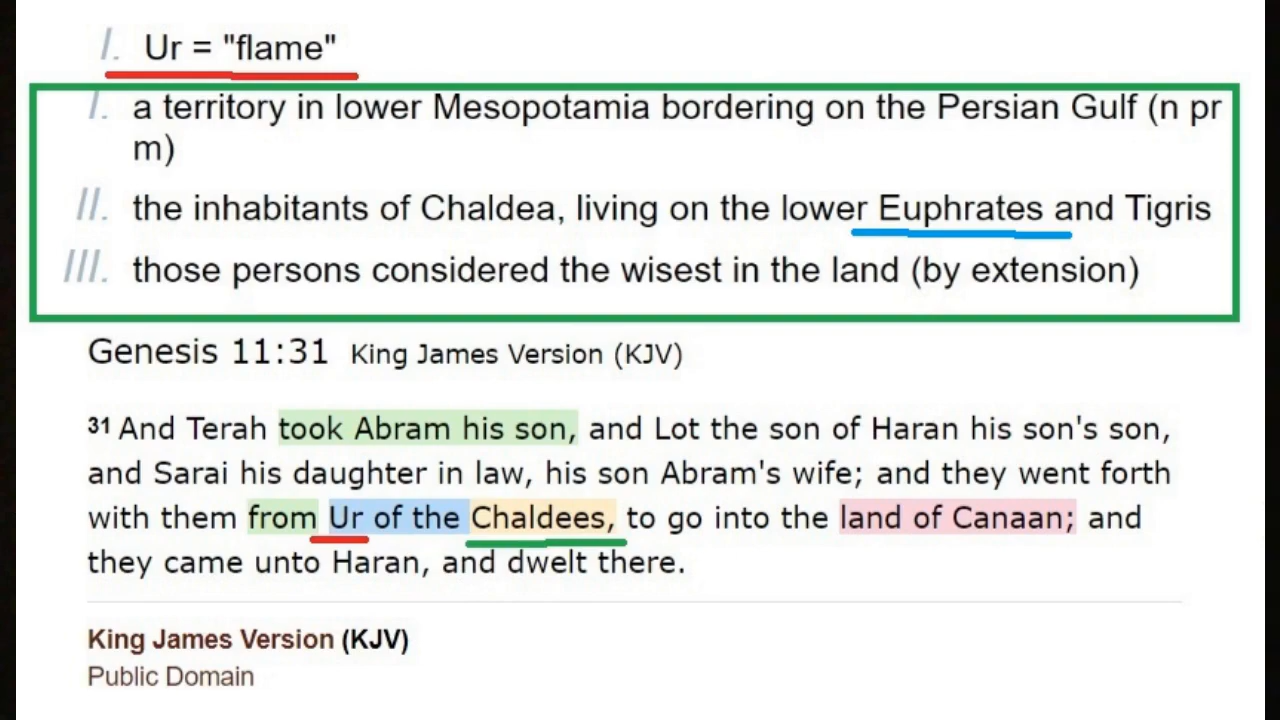 I. Ur = "flame"
I. a territory in lower Mesopotamia bordering on the Persian Gulf (n pr
m)
II. the inhabitants of Chaldea, living on the lower Euphrates and Tigris
III. those persons considered the wisest in the land (by extension)
Genesis 11:31 King James Version (KJV)
31 And Terah took Abram his son, and Lot the son of Haran his son's son,
and Sarai his daughter in law, his son Abram's wife; and they went forth
with them from Ur of the Chaldees, to go into the land of Canaan; and
they came unto Haran, and dwelt there.
King James Version (KJV)
Public Domain